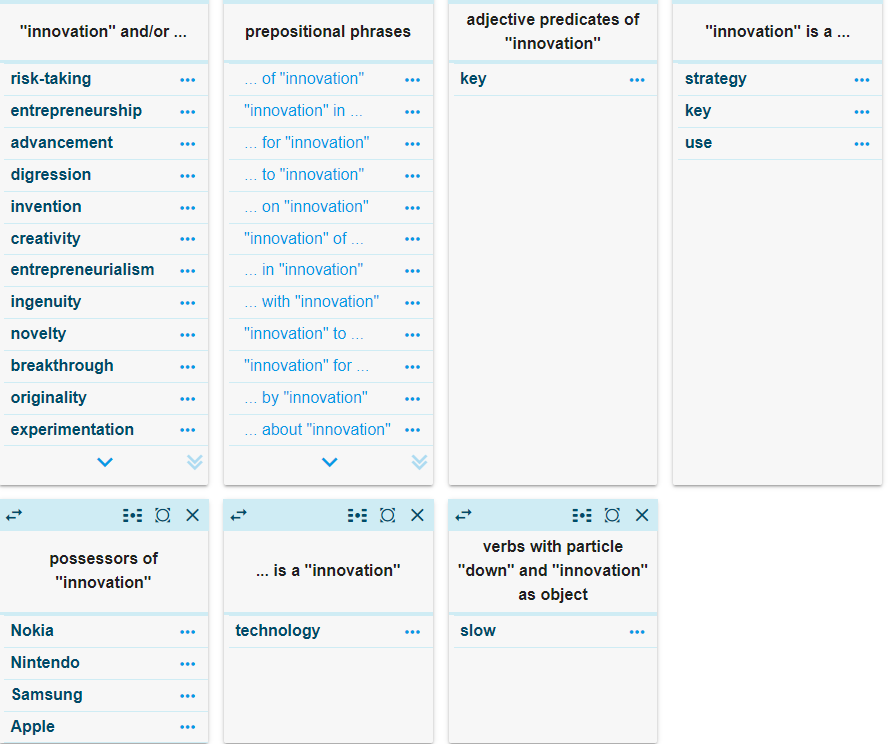 "innovation" and/or ...
risk-taking
entrepreneurship
advancement
digression
invention
creativity
entrepreneurialism
ingenuity
novelty
breakthrough
originality
experimentation
prepositional phrases
... of "innovation"
"innovation" in ...
... for "innovation"
... to "innovation"
... on "innovation"
"innovation" of ...
... in "innovation"
... with "innovation"
"innovation" to ...
"innovation" for ...
... by "innovation"
... about "innovation"
adjective predicates of
"innovation"
key
"innovation" is a ...
strategy
key
use
possessors of
"innovation"
Nokia
Nintendo
Samsung
Apple
... is a "innovation"
technology
verbs with particle
"down" and "innovation"
as object
slow